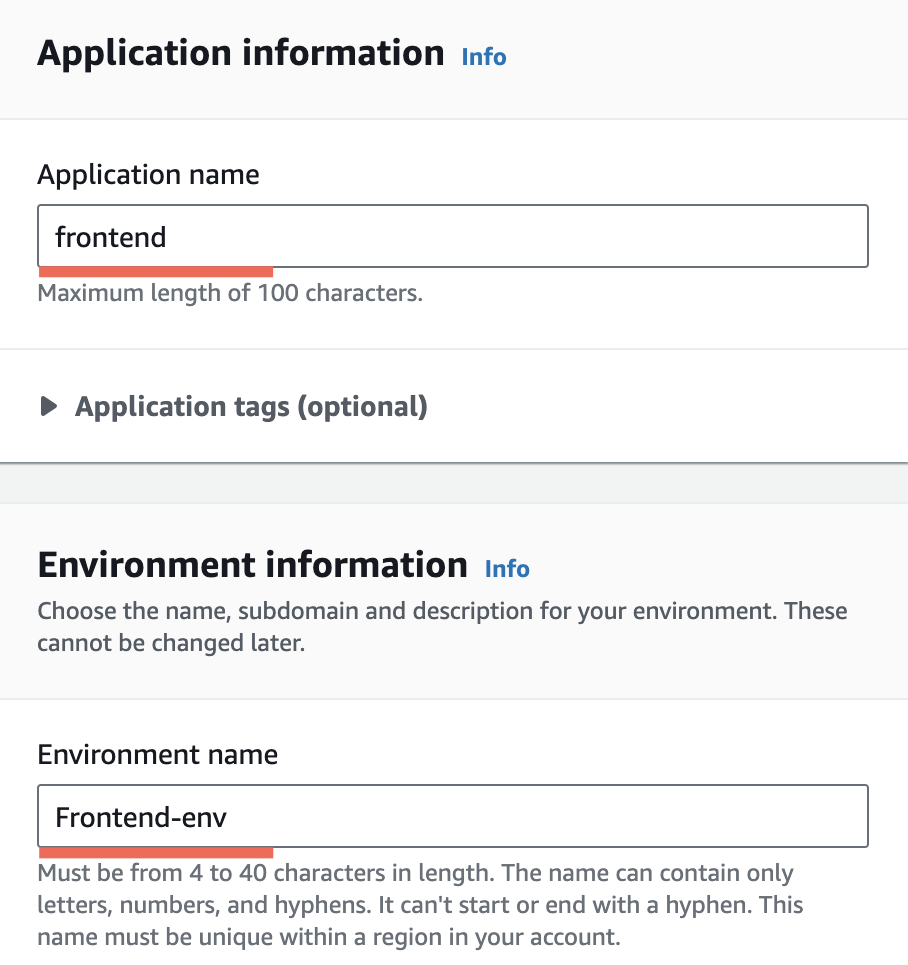 Application information Info
Application name
frontend
Maximum length of 100 characters.
Application tags (optional)
Environment information Info
Choose the name, subdomain and description for your environment. These
cannot be changed later.
Environment name
Frontend-env
Must be from 4 to 40 characters in length. The name can contain only
letters, numbers, and hyphens. It can't start or end with a hyphen. This
name must be unique within a region in your account.